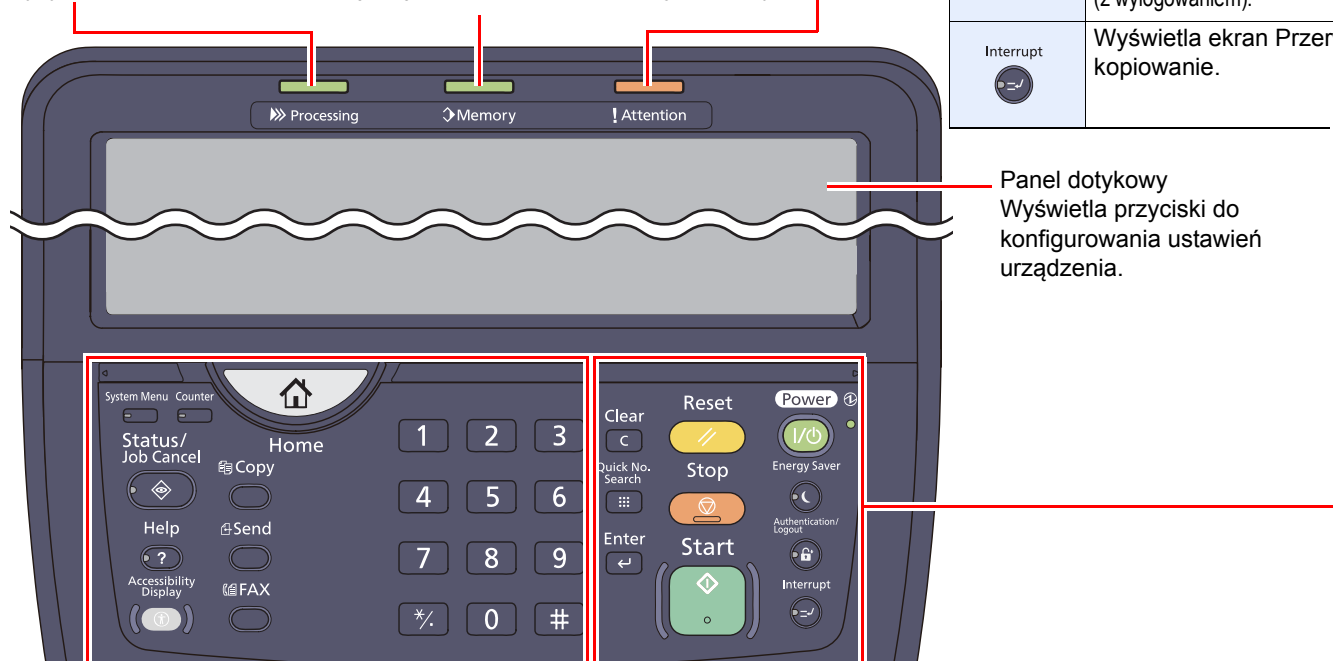 (z wylogowaniem).
Interrupt
Wyświetla ekran
kopiowanie.
Processing
Memory
! Attention
Panel dotykowy
Wyświetla przyciski do
konfigurowania ustawień
urządzenia.
System Menu Counter
Status/
Job Cancel
Help
?
Accessibility
Display
Home
Copy
Send
FAX
1 2 3
4 5 6
7 8 9
*/. 0 #
Clear
C
Quick No.
Search
Enter
Reset
Stop
Start
Power
Energy Saver
Authentication/
Logout
Interrupt